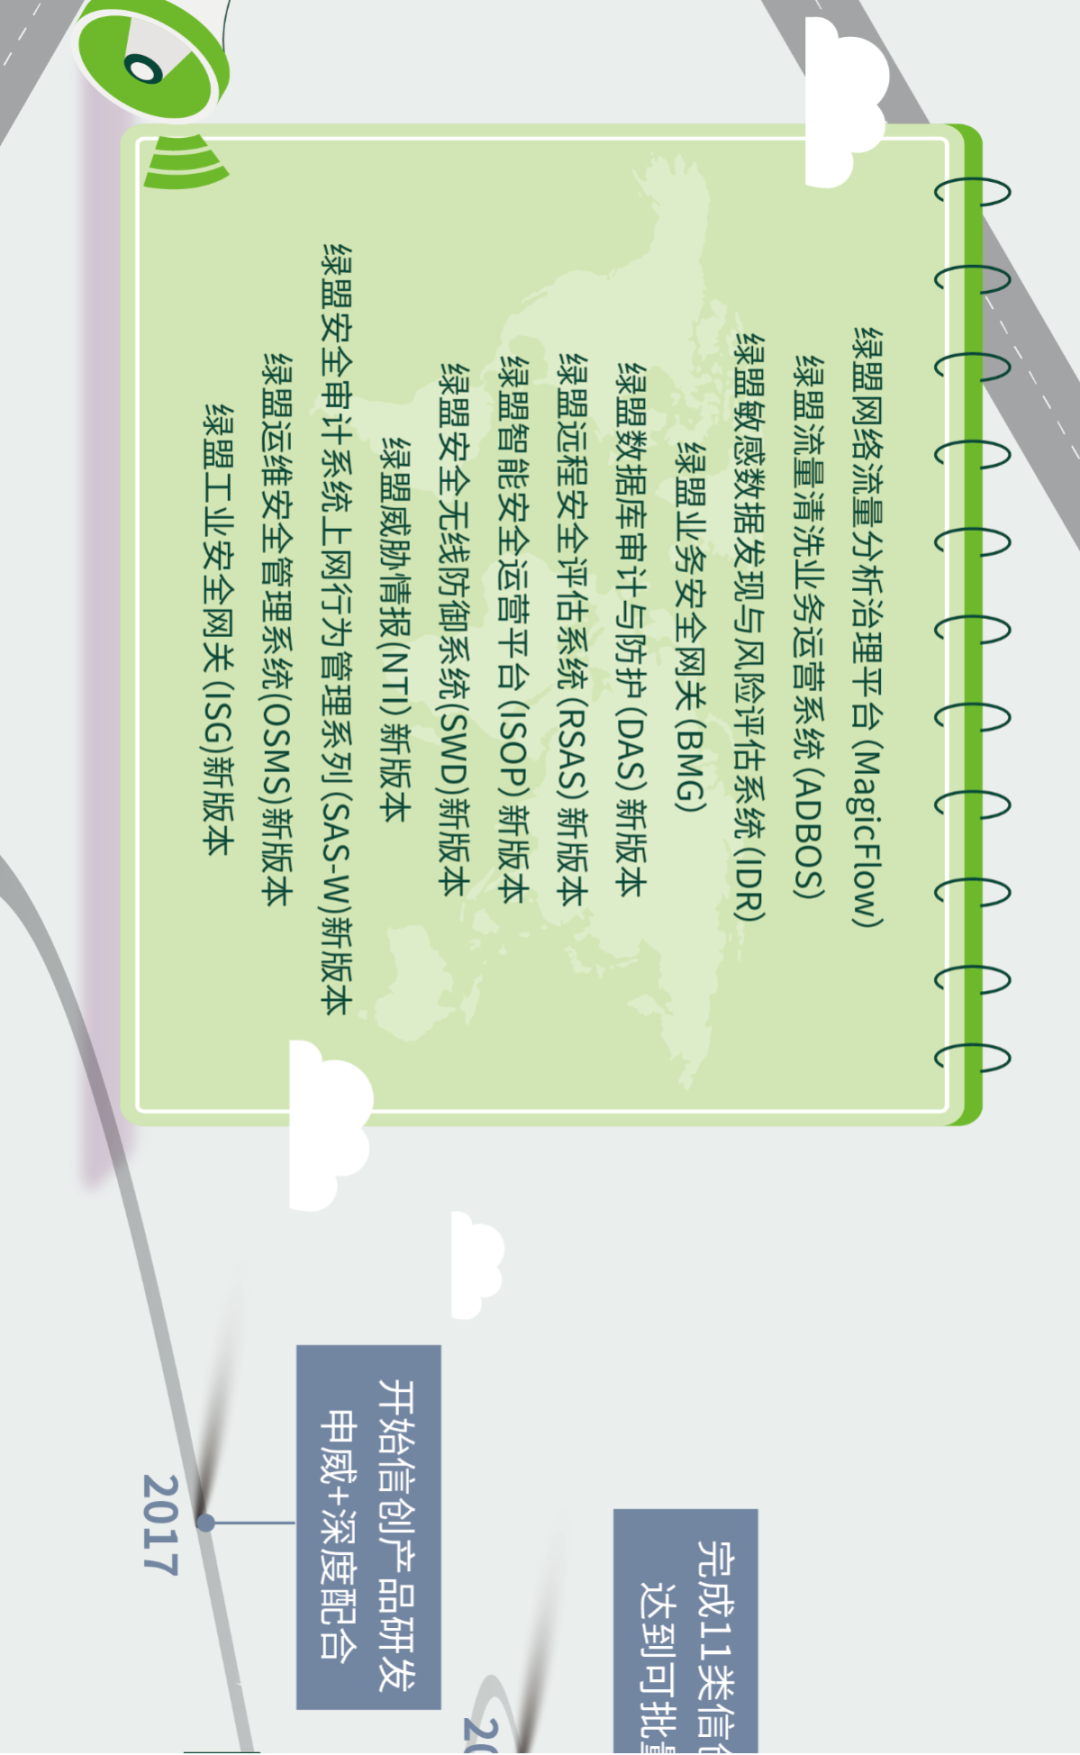 绿盟网络流量分析治理平台(MagicFlow)
绿盟流量清洗业务运营系统(ADBOS)
绿盟敏感数据发现与风险评估系统(IDR)
绿盟业务安全网关(BMG)
绿盟数据库审计与防护(DAS)新版本
绿盟远程安全评估系统(RSAS)新版本
绿盟智能安全运营平台(ISOP)新版本
绿盟安全无线防御系统(SWD)新版本
绿盟威胁情报(NTI)新版本
绿盟安全审计系统上网行为管理系列(SAS-W)新版本
绿盟运维安全管理系统(OSMS)新版本
绿盟工业安全网关(ISG)新版本
开始信创产品研发
申威+深度配合
2017
完成11类信
达到可批
20